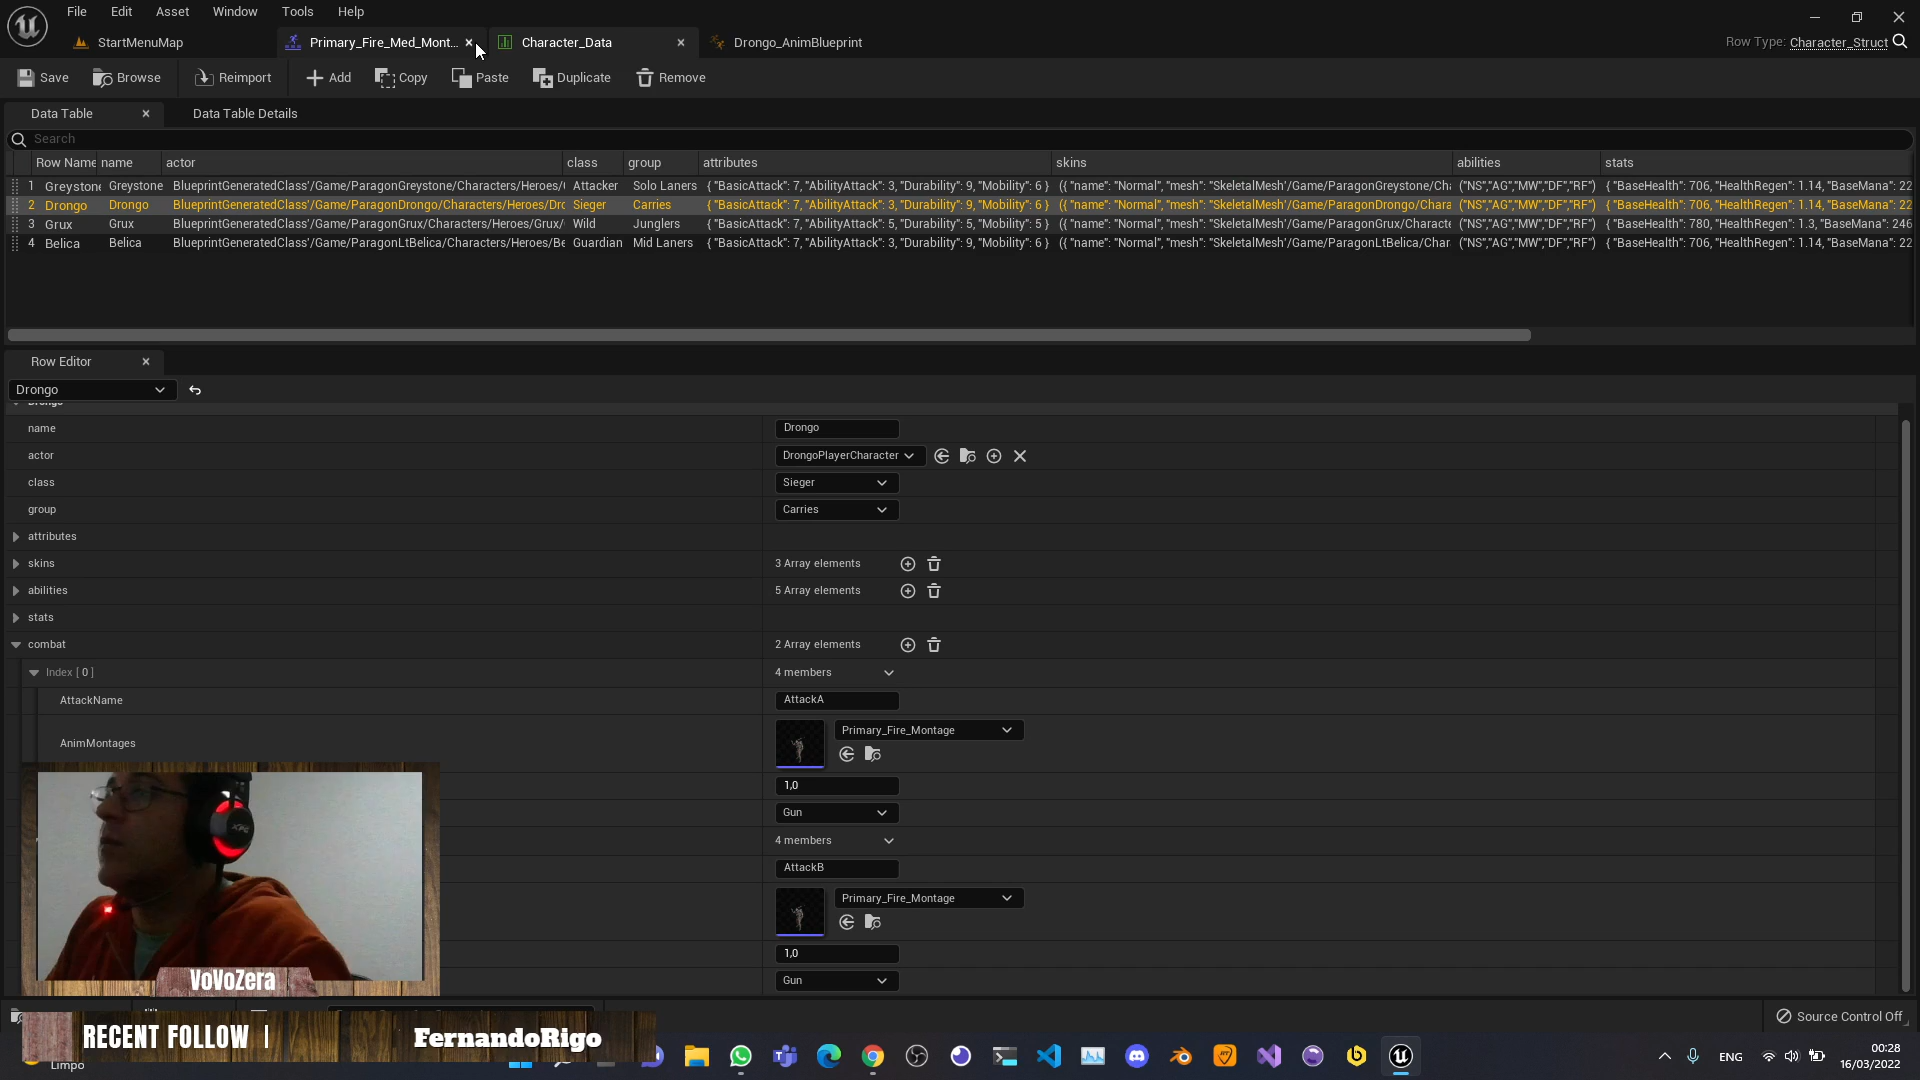 File Edit Asset Window Tools Help
StartMenuMap Primary_Fire_Med_Mont... Character_Data Drongo_AnimBlueprint Row Type: Character_Struct
Save Browse Reimport Add Copy Paste Duplicate Remove
Data Table Data Table Details
Search
Row Name name actor class group attributes skins abilities stats
1 Greystone Greystone BlueprintGeneratedClass'/Game/ParagonGreystone/Characters/Heroes/( Attacker Solo Laners { "BasicAttack": 7, "AbilityAttack": 3, "Durability": 9, "Mobility": 6 } ({ "name": "Normal", "mesh": "SkeletalMesh'/Game/ParagonGreystone/Cha ("NS","AG","MW","DF","RF") { "BaseHealth": 706, "HealthRegen": 1.14, "BaseMana": 22
2 Drongo Drongo BlueprintGeneratedClass'/Game/ParagonDrongo/Characters/Heroes/Drc Sieger Carries { "BasicAttack": 7, "AbilityAttack": 3, "Durability": 9, "Mobility": 6 } ({ "name": "Normal", "mesh": "SkeletalMesh'/Game/ParagonDrongo/Chara ("NS","AG","MW","DF","RF") { "BaseHealth": 706, "HealthRegen": 1.14, "BaseMana": 22
3 Grux Grux BlueprintGeneratedClass'/Game/ParagonGrux/Characters/Heroes/Grux/ Wild Junglers { "BasicAttack": 7, "AbilityAttack": 5, "Durability": 5, "Mobility": 5 } ({ "name": "Normal", "mesh": "SkeletalMesh'/Game/ParagonGrux/Characte ("NS","AG","MW","DF","RF") { "BaseHealth": 780, "HealthRegen": 1.3, "BaseMana": 246
4 Belica Belica BlueprintGeneratedClass'/Game/ParagonLtBelica/Characters/Heroes/Be Guardian Mid Laners { "BasicAttack": 7, "AbilityAttack": 3, "Durability": 9, "Mobility": 6 } ({ "name": "Normal", "mesh": "SkeletalMesh'/Game/ParagonLtBelica/Char ("NS","AG","MW","DF","RF") { "BaseHealth": 706, "HealthRegen": 1.14, "BaseMana": 22
Row Editor
Drongo
Drongo
name Drongo
actor DrongoPlayerCharacter
class Sieger
group Carries
attributes
skins 3 Array elements
abilities 5 Array elements
stats
combat 2 Array elements
Index [ 0 ] 4 members
AttackName AttackA
AnimMontages Primary_Fire_Montage
1,0
Gun
4 members
AttackB
Primary_Fire_Montage
1,0
Gun
VoVoZera
Source Control Off
RECENT FOLLOW | FernandoRigo
Limpo
ENG
00:28
16/03/2022